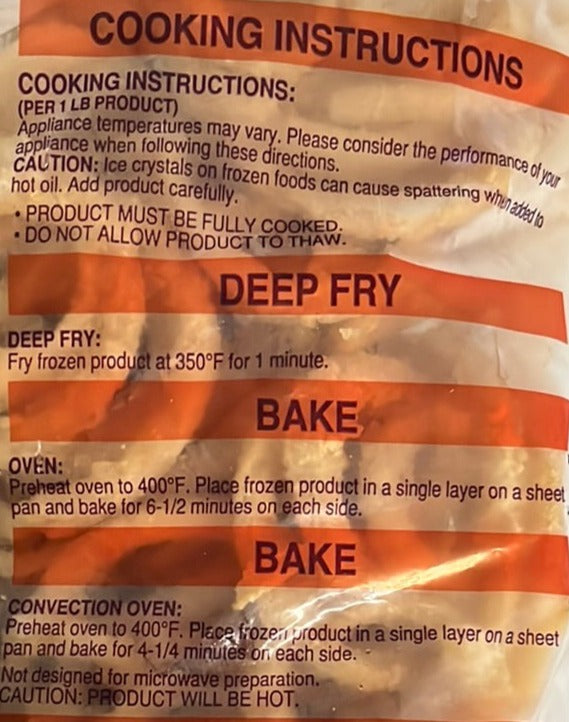 COOKING INSTRUCTIONS
COOKING INSTRUCTIONS:
(PER 1 LB PRODUCT)
Appliance temperatures may vary. Please consider the performance of your
appliance when following these directions.
CAUTION: Ice crystals on frozen foods can cause spattering when added to
hot oil. Add product carefully.
• PRODUCT MUST BE FULLY COOKED.
• DO NOT ALLOW PRODUCT TO THAW.
DEEP FRY
DEEP FRY:
Fry frozen product at 350°F for 1 minute.
BAKE
OVEN:
Preheat oven to 400°F. Place frozen product in a single layer on a sheet
pan and bake for 6-1/2 minutes on each side.
BAKE
CONVECTION OVEN:
Preheat oven to 400°F. Place frozen product in a single layer on a sheet
pan and bake for 4-1/4 minutes on each side.
Not designed for microwave preparation.
CAUTION: PRODUCT WILL BE HOT.